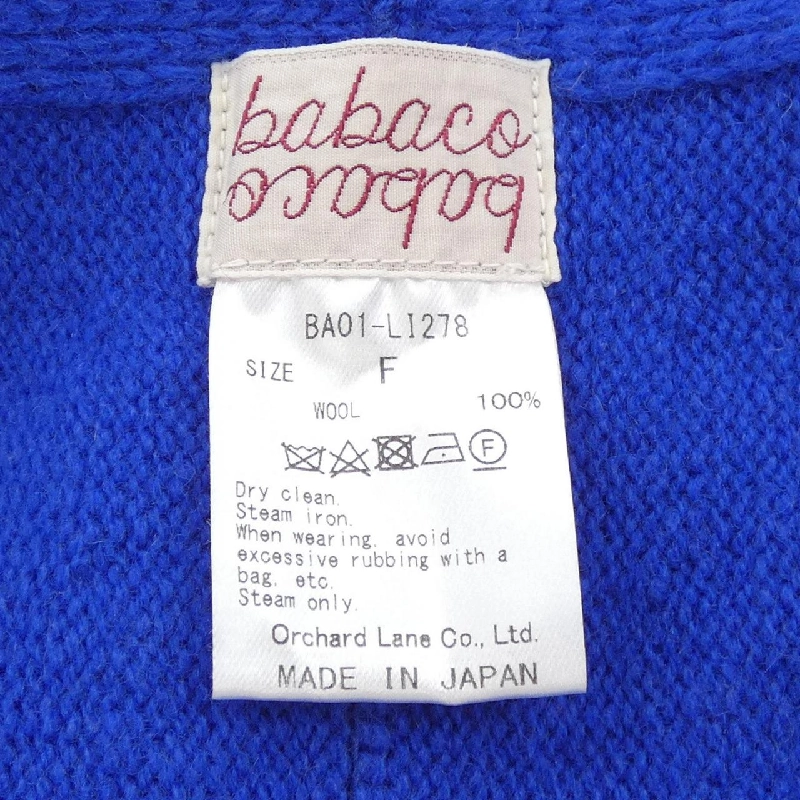 babaco
babaco
BA01-LI278
SIZE F
WOOL 100%
F
Dry clean.
Steam iron.
When wearing, avoid
excessive rubbing with a
bag, etc.
Steam only.
Orchard Lane Co., Ltd.
MADE IN JAPAN